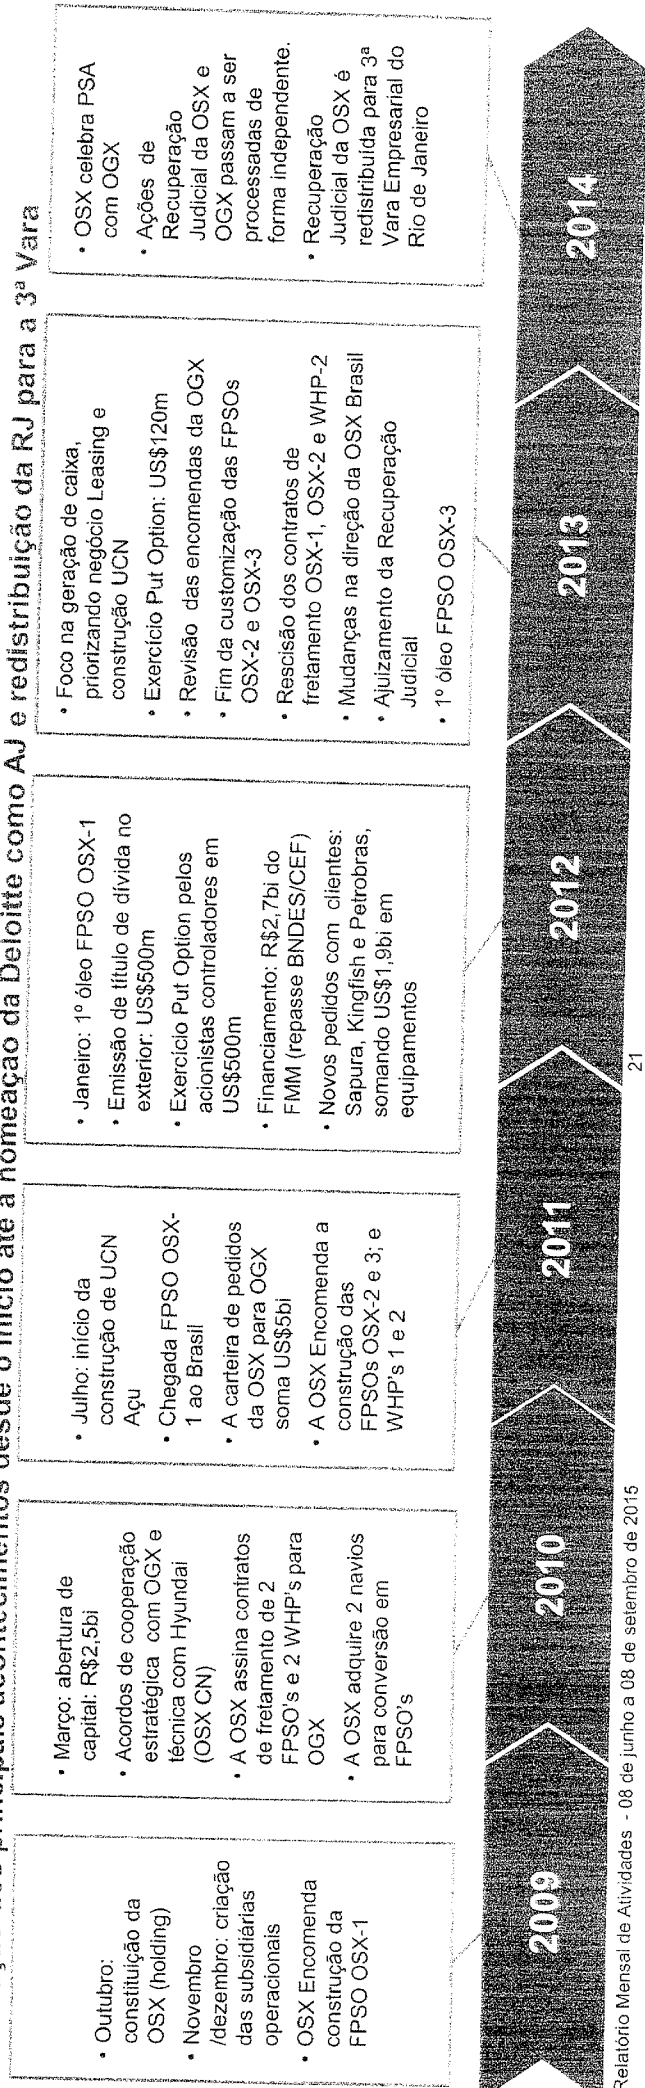 principais acontecimentos desde o início até a nomeação da Deloitte como AJ e redistribuição da RJ para a 3ª Vara
• Outubro:
constituição da
OSX (holding)
• Novembro
/dezembro: criação
das subsidiárias
operacionais
• OSX Encomenda
construção da
FPSO OSX-1
• Março: abertura de
capital: R$2,5bi
• Acordos de cooperação
estratégica com OGX e
técnica com Hyundai
(OSX CN)
• A OSX assina contratos
de fretamento de 2
FPSO's e 2 WHP's para
OGX
• A OSX adquire 2 navios
para conversão em
FPSO's
• Julho: início da
construção de UCN
Açu
• Chegada FPSO OSX-
1 ao Brasil
• A carteira de pedidos
da OSX para OGX
soma US$5bi
• A OSX Encomenda a
construção das
FPSOs OSX-2 e 3; e
WHP's 1 e 2
• Janeiro: 1º óleo FPSO OSX-1
• Emissão de título de dívida no
exterior: US$500m
• Exercício Put Option pelos
acionistas controladores em
US$500m
• Financiamento: R$2,7bi do
FMM (repasse BNDES/CEF)
• Novos pedidos com clientes:
Sapura, Kingfish e Petrobras,
somando US$1,9bi em
equipamentos
• Foco na geração de caixa,
priorizando negócio Leasing e
construção UCN
• Exercício Put Option: US$120m
• Revisão das encomendas da OGX
• Fim da customização das FPSOs
OSX-2 e OSX-3
• Rescisão dos contratos de
fretamento OSX-1, OSX-2 e WHP-2
• Mudanças na direção da OSX Brasil
• Ajuizamento da Recuperação
Judicial
• 1º óleo FPSO OSX-3
• OSX celebra PSA
com OGX
• Ações de
Recuperação
Judicial da OSX e
OGX passam a ser
processadas de
forma independente.
• Recuperação
Judicial da OSX é
redistribuída para 3ª
Vara Empresarial do
Rio de Janeiro
2009
2010
2011
2012
2013
2014
Relatório Mensal de Atividades - 08 de junho a 08 de setembro de 2015
21